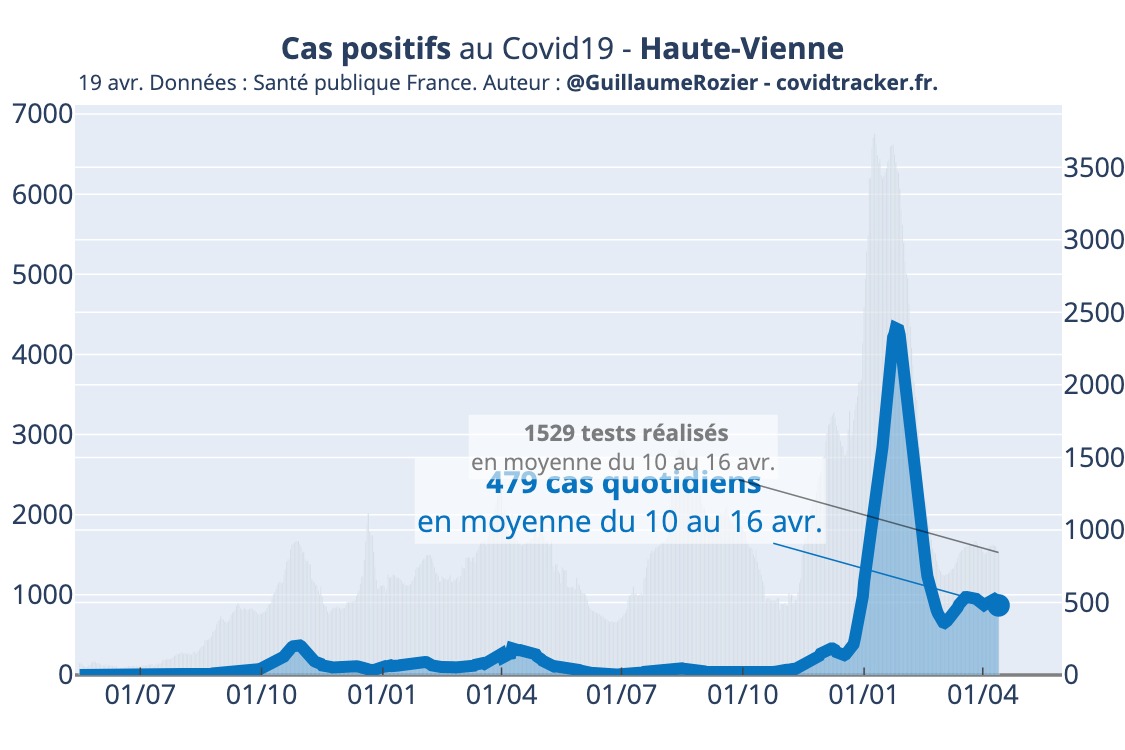 Cas positifs au Covid19 - Haute-Vienne
19 avr. Données : Santé publique France. Auteur : @GuillaumeRozier - covidtracker.fr.
7000
6000
5000
4000
3000
2000
1000
0
3500
3000
2500
2000
1500
1000
500
0
1529 tests réalisés
en moyenne du 10 au 16 avr.
479 cas quotidiens
en moyenne du 10 au 16 avr.
01/07 01/10 01/01 01/04 01/07 01/10 01/01 01/04